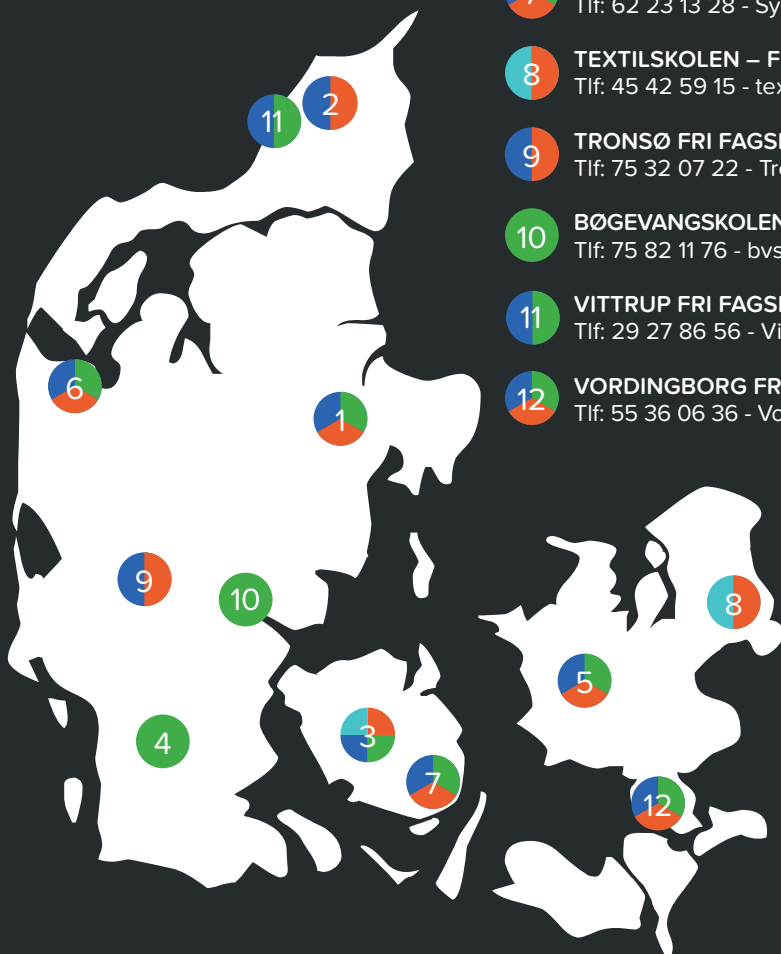 7
Tlf: 62 23 13 28 - Sy
8
TEXTILSKOLEN – F
Tlf: 45 42 59 15 - tex
9
TRONSØ FRI FAGS
Tlf: 75 32 07 22 - Tr
10
BØGEVANGSKOLEN
Tlf: 75 82 11 76 - bvs
11
VITTRUP FRI FAGS
Tlf: 29 27 86 56 - Vi
12
VORDINGBORG FR
Tlf: 55 36 06 36 - Vo
2
11
6
1
9
10
8
5
3
4
7
12